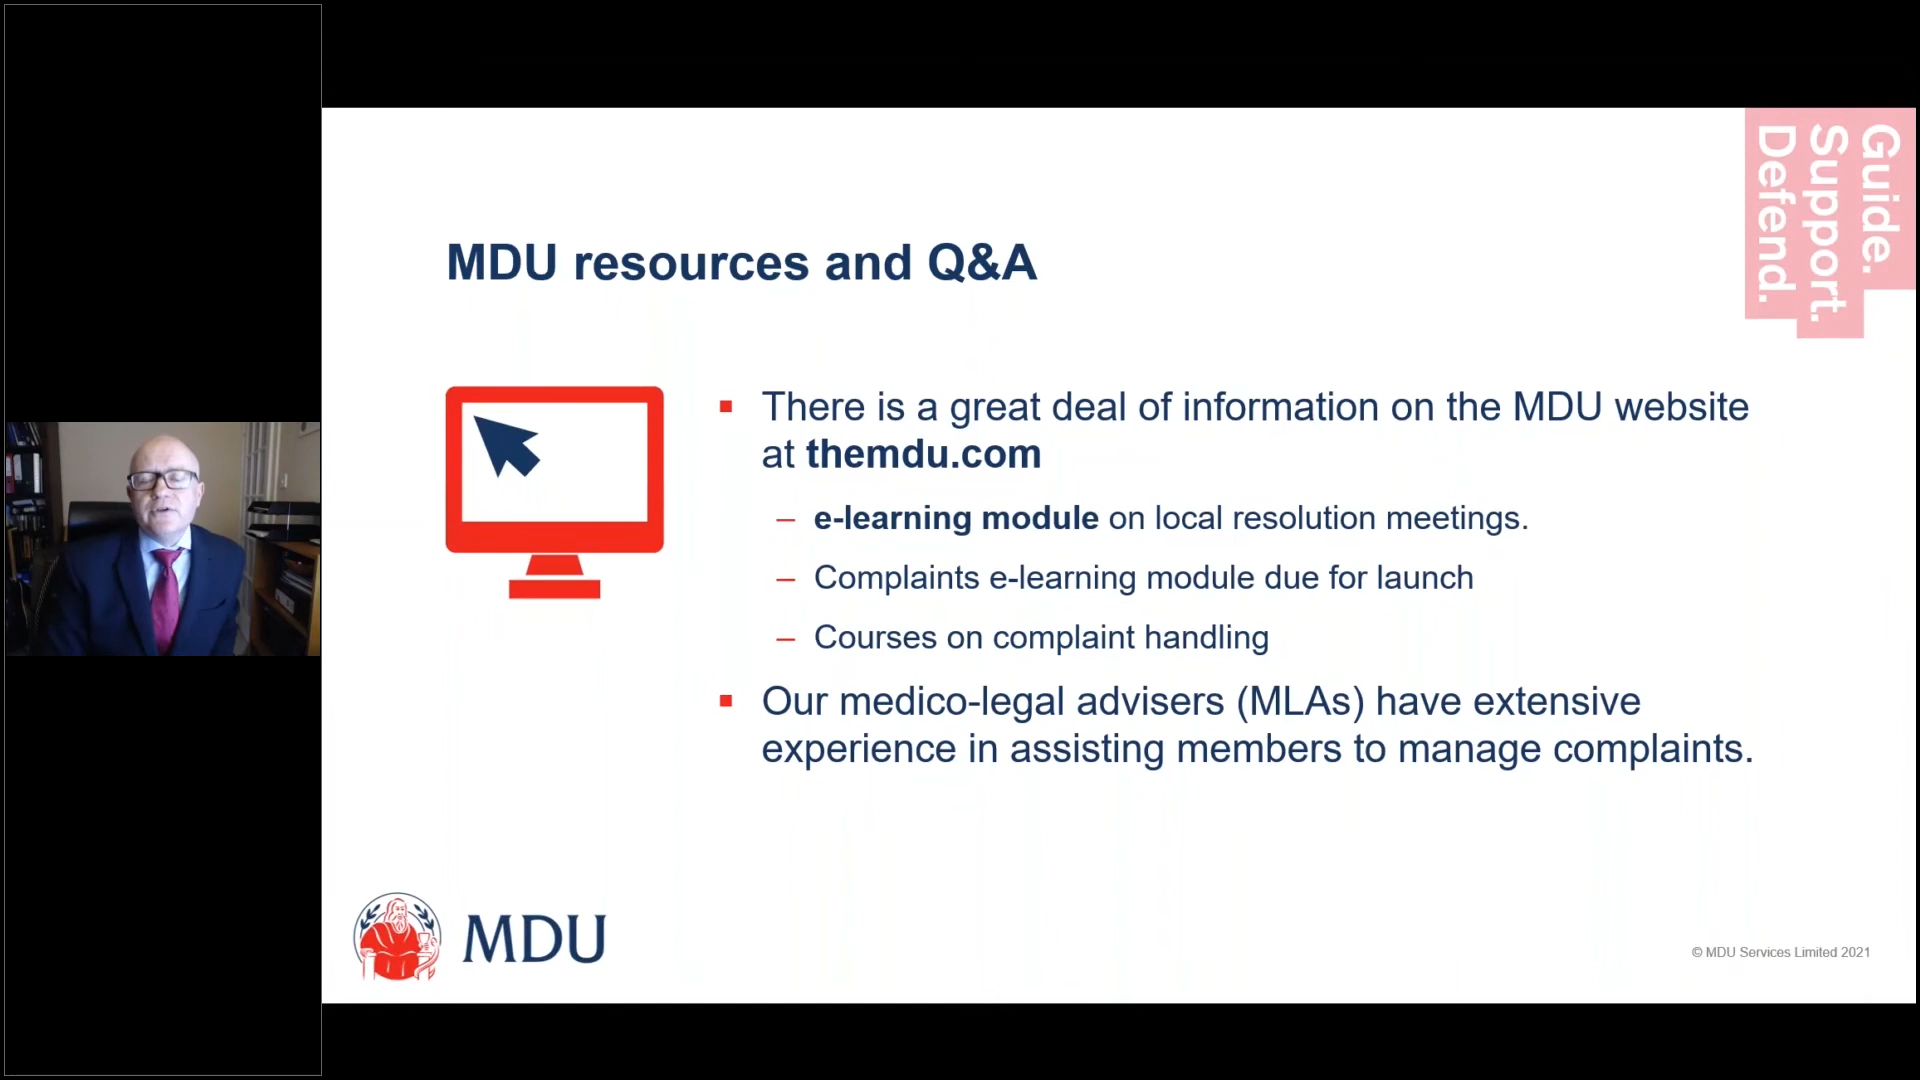 Guide.
Support.
Defend.
MDU resources and Q&A
There is a great deal of information on the MDU website
at themdu.com
– e-learning module on local resolution meetings.
– Complaints e-learning module due for launch
– Courses on complaint handling
Our medico-legal advisers (MLAs) have extensive
experience in assisting members to manage complaints.
MDU
© MDU Services Limited 2021